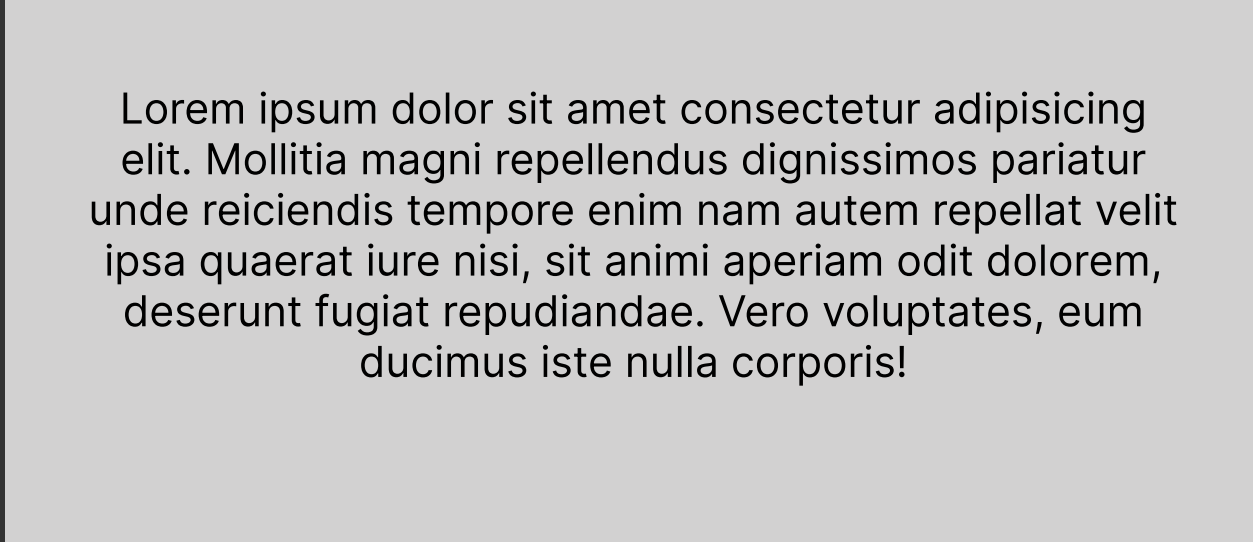 Lorem ipsum dolor sit amet consectetur adipisicing
elit. Mollitia magni repellendus dignissimos pariatur
unde reiciendis tempore enim nam autem repellat velit
ipsa quaerat iure nisi, sit animi aperiam odit dolorem,
deserunt fugiat repudiandae. Vero voluptates, eum
ducimus iste nulla corporis!